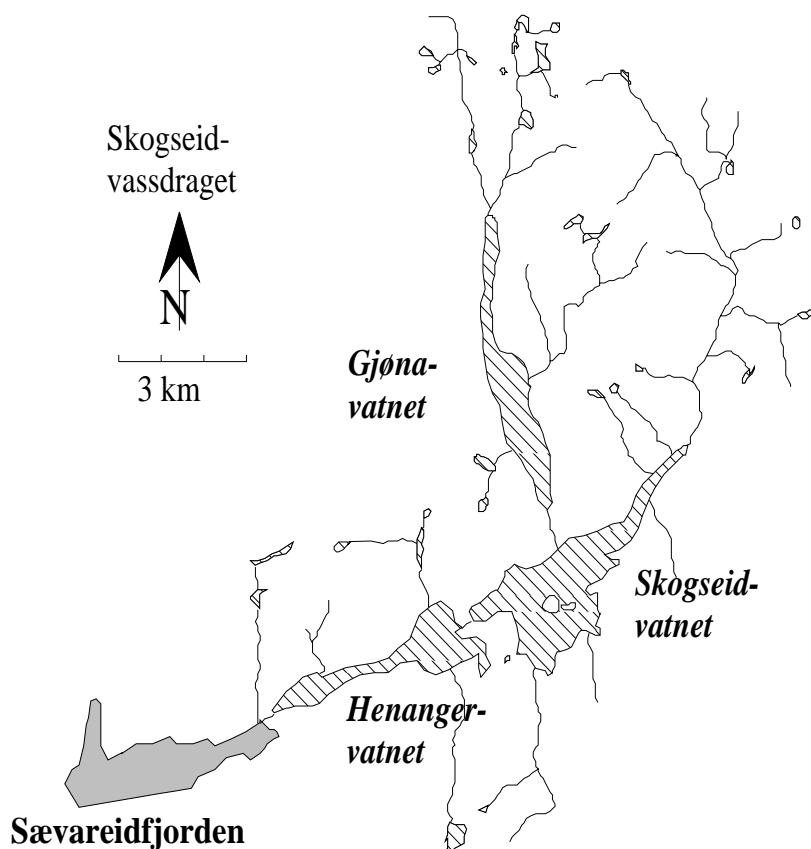 Skogseid-
vassdraget
N
3 km
Gjøna-
vatnet
Skogseid-
vatnet
Henanger-
vatnet
Sævareidfjorden